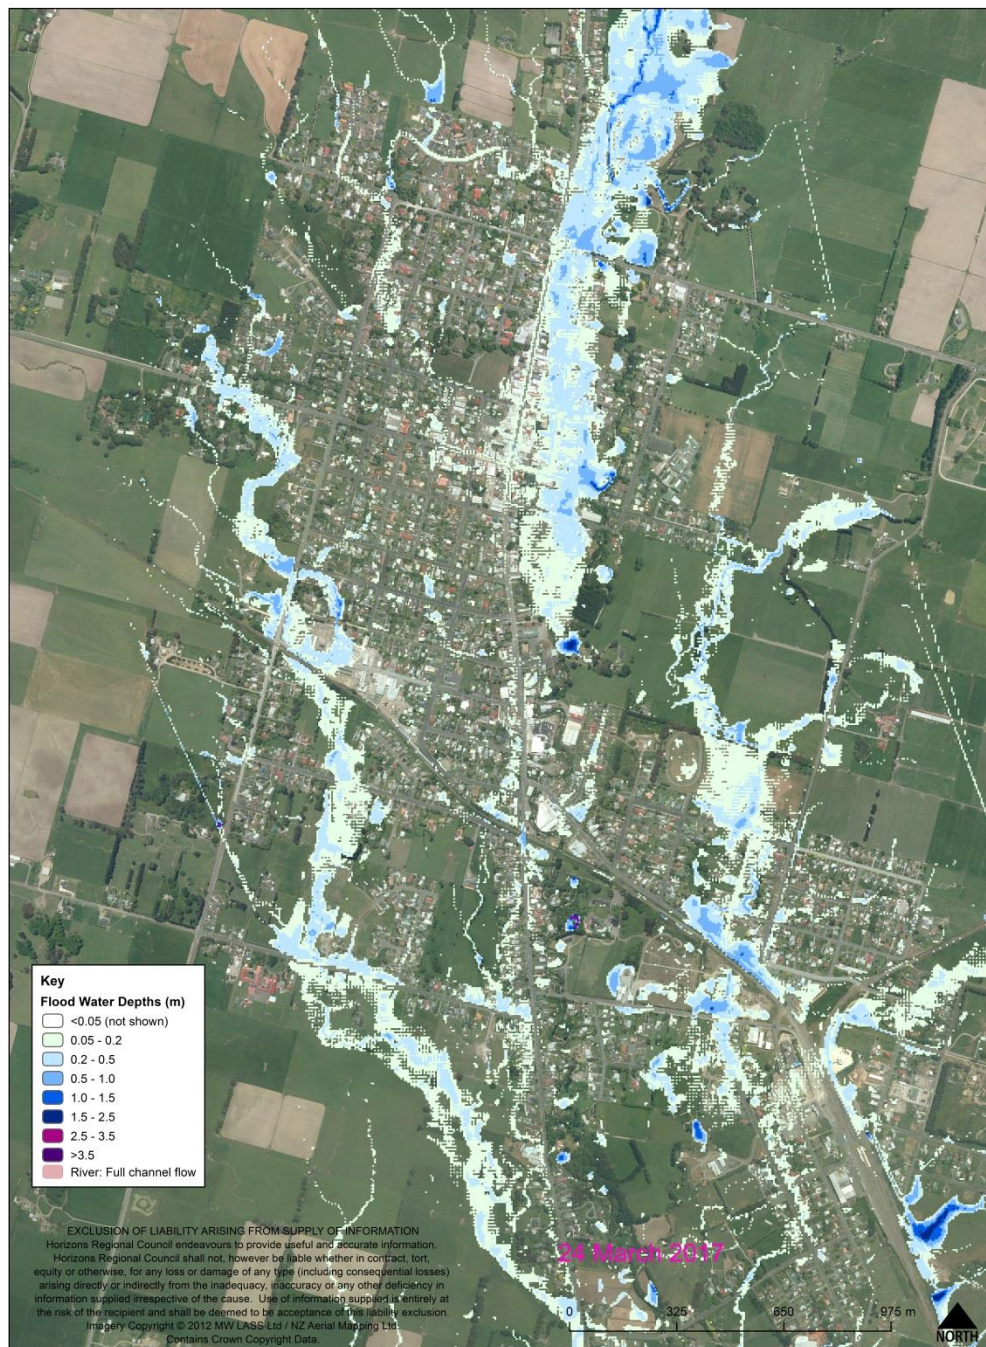 Key
Flood Water Depths (m)
<0.05 (not shown)
0.05 - 0.2
0.2 - 0.5
0.5 - 1.0
1.0 - 1.5
1.5 - 2.5
2.5 - 3.5
>3.5
River: Full channel flow
EXCLUSION OF LIABILITY ARISING FROM SUPPLY OF INFORMATION
Horizons Regional Council endeavours to provide useful and accurate information.
Horizons Regional Council shall not, however be liable whether in contract, tort,
equity or otherwise, for any loss or damage of any type (including consequential losses)
arising directly or indirectly from the inadequacy, inaccuracy or any other deficiency in
information supplied irrespective of the cause.  Use of information supplied is entirely at
the risk of the recipient and shall be deemed to be acceptance of this liability exclusion.
Imagery Copyright © 2012 MW LASS Ltd / NZ Aerial Mapping Ltd.
Contains Crown Copyright Data.
24 March 2017
0 325 650 975 m
NORTH